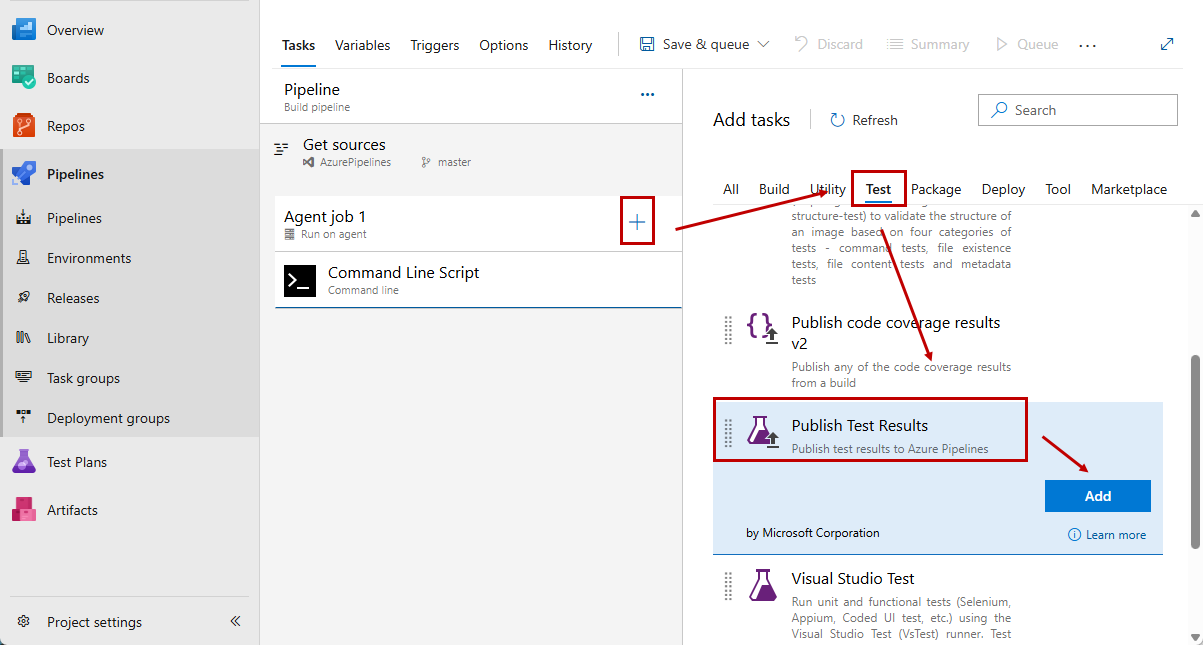 Overview
Boards
Repos
Pipelines
Pipelines
Environments
Releases
Library
Task groups
Deployment groups
Test Plans
Artifacts
Project settings
Tasks
Variables
Triggers
Options
History
Save & queue
Discard
Summary
Queue
Pipeline
Build pipeline
Get sources
AzurePipelines
master
Agent job 1
Run on agent
Command Line Script
Command line
Add tasks
Refresh
Search
All
Build
Utility
Test
Package
Deploy
Tool
Marketplace
structure-test) to validate the structure of
an image based on four categories of
tests - command tests, file existence
tests, file content tests and metadata
tests
Publish code coverage results
v2
Publish any of the code coverage results
from a build
Publish Test Results
Publish test results to Azure Pipelines
Add
by Microsoft Corporation
Learn more
Visual Studio Test
Run unit and functional tests (Selenium,
Appium, Coded UI test, etc.) using the
Visual Studio Test (VsTest) runner. Test